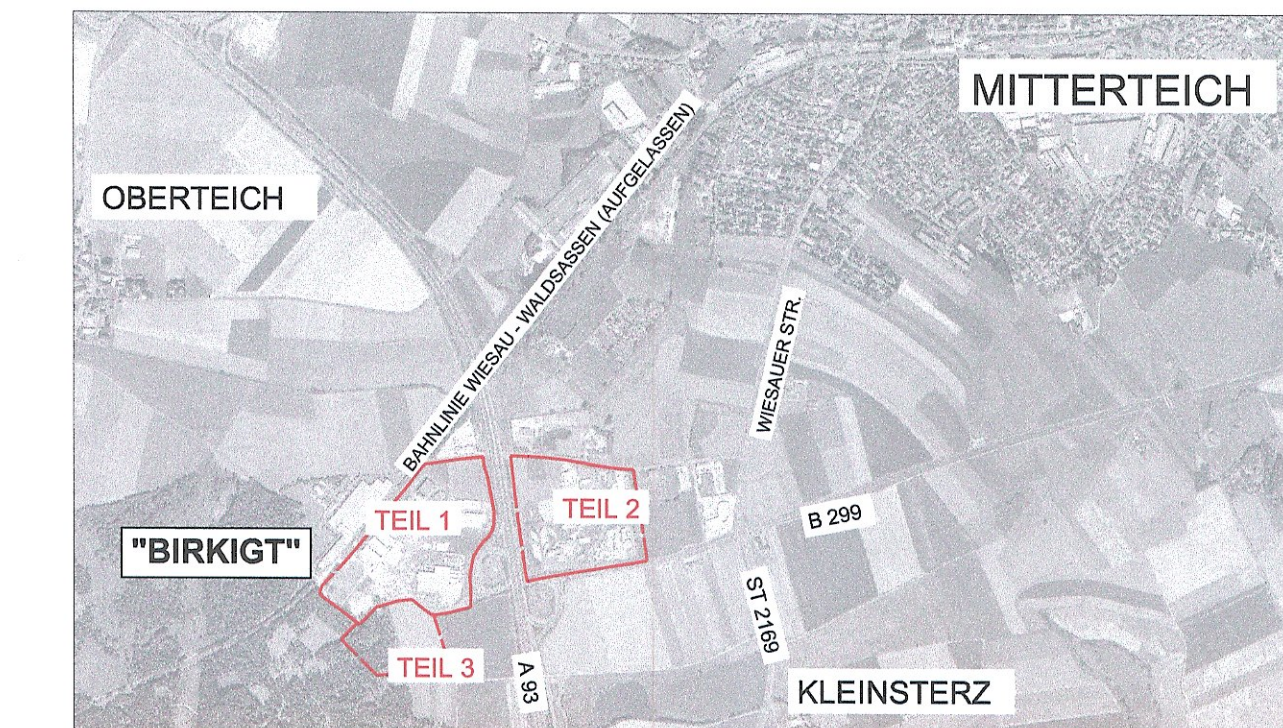 MITTERTEICH
OBERTEICH
BAHNLINIE WIESAU - WALDSASSEN (AUFGELASSEN)
WIESAUER STR.
TEIL 1
TEIL 2
B 299
"BIRKIGT"
ST 2169
TEIL 3
A 93
KLEINSTERZ